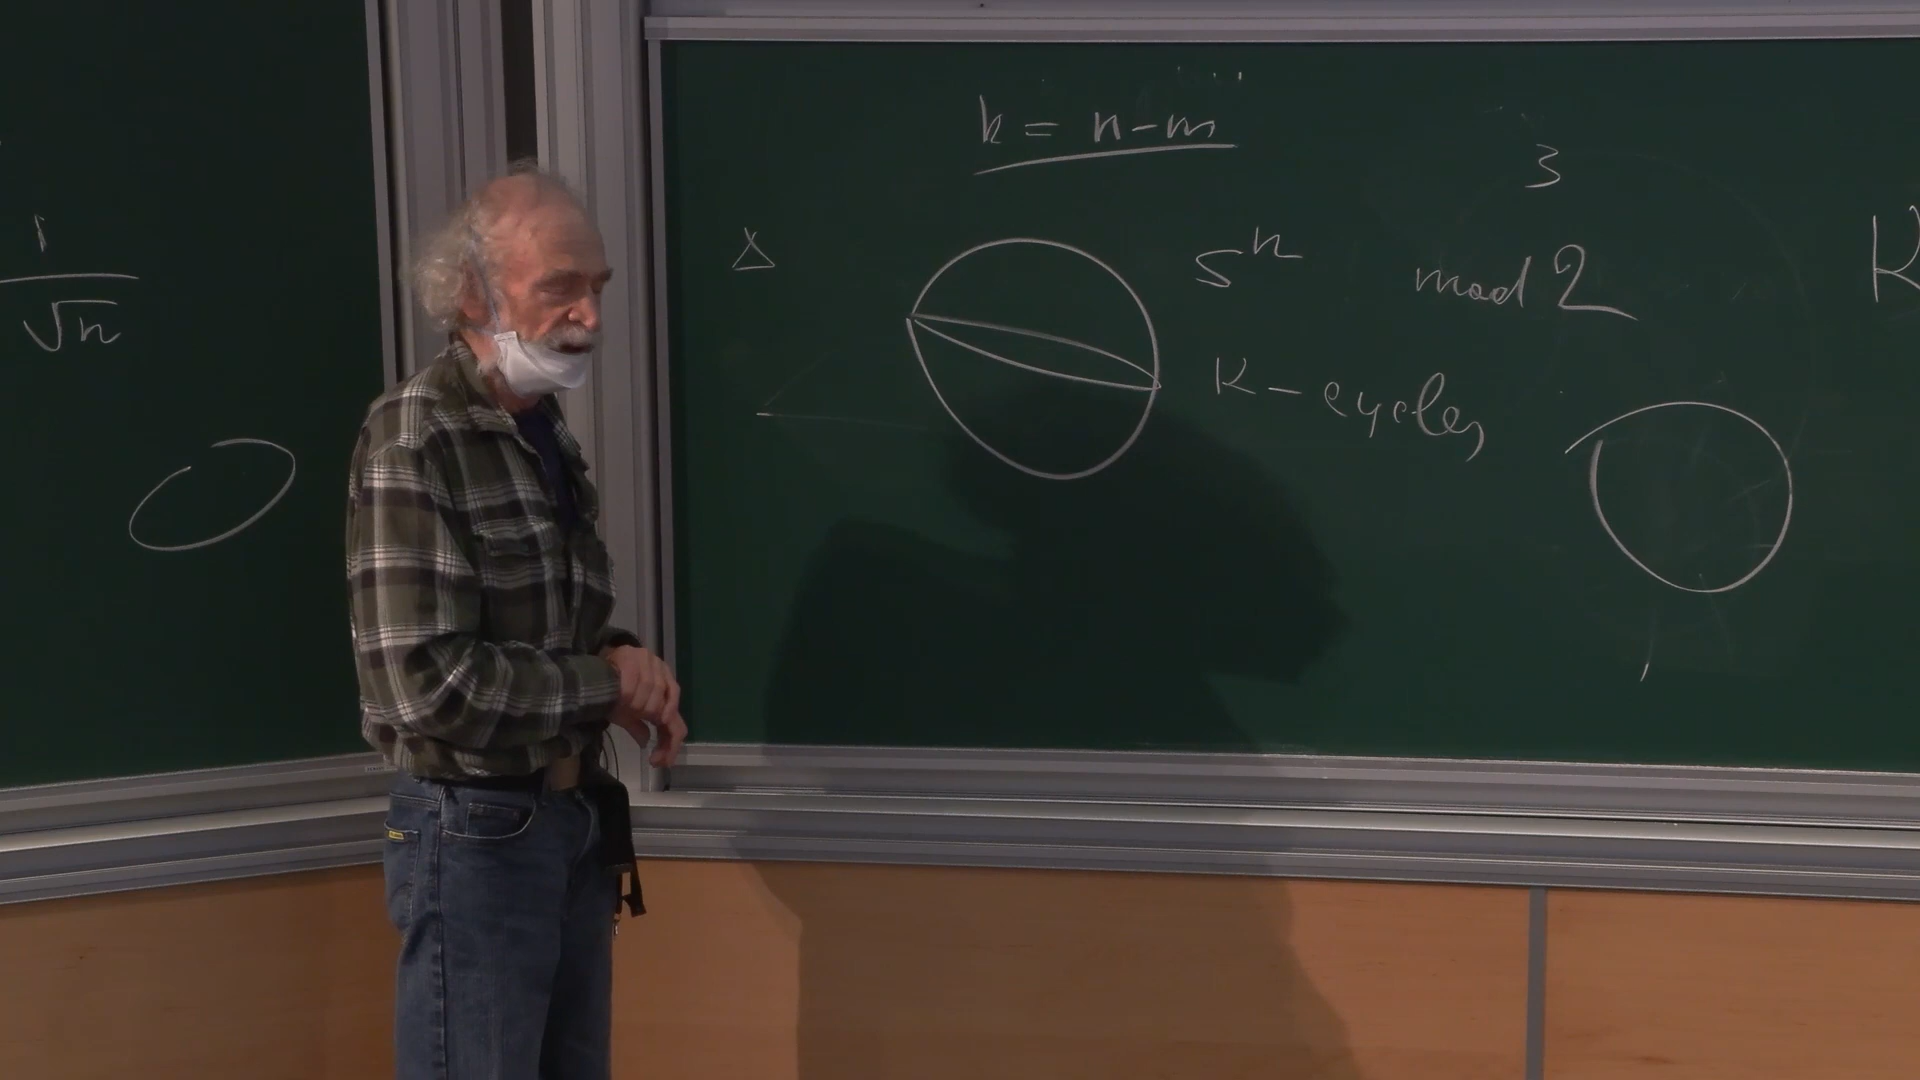 1
√n
k = n-m
Δ
S^n
mod 2
3
K - cycles
K